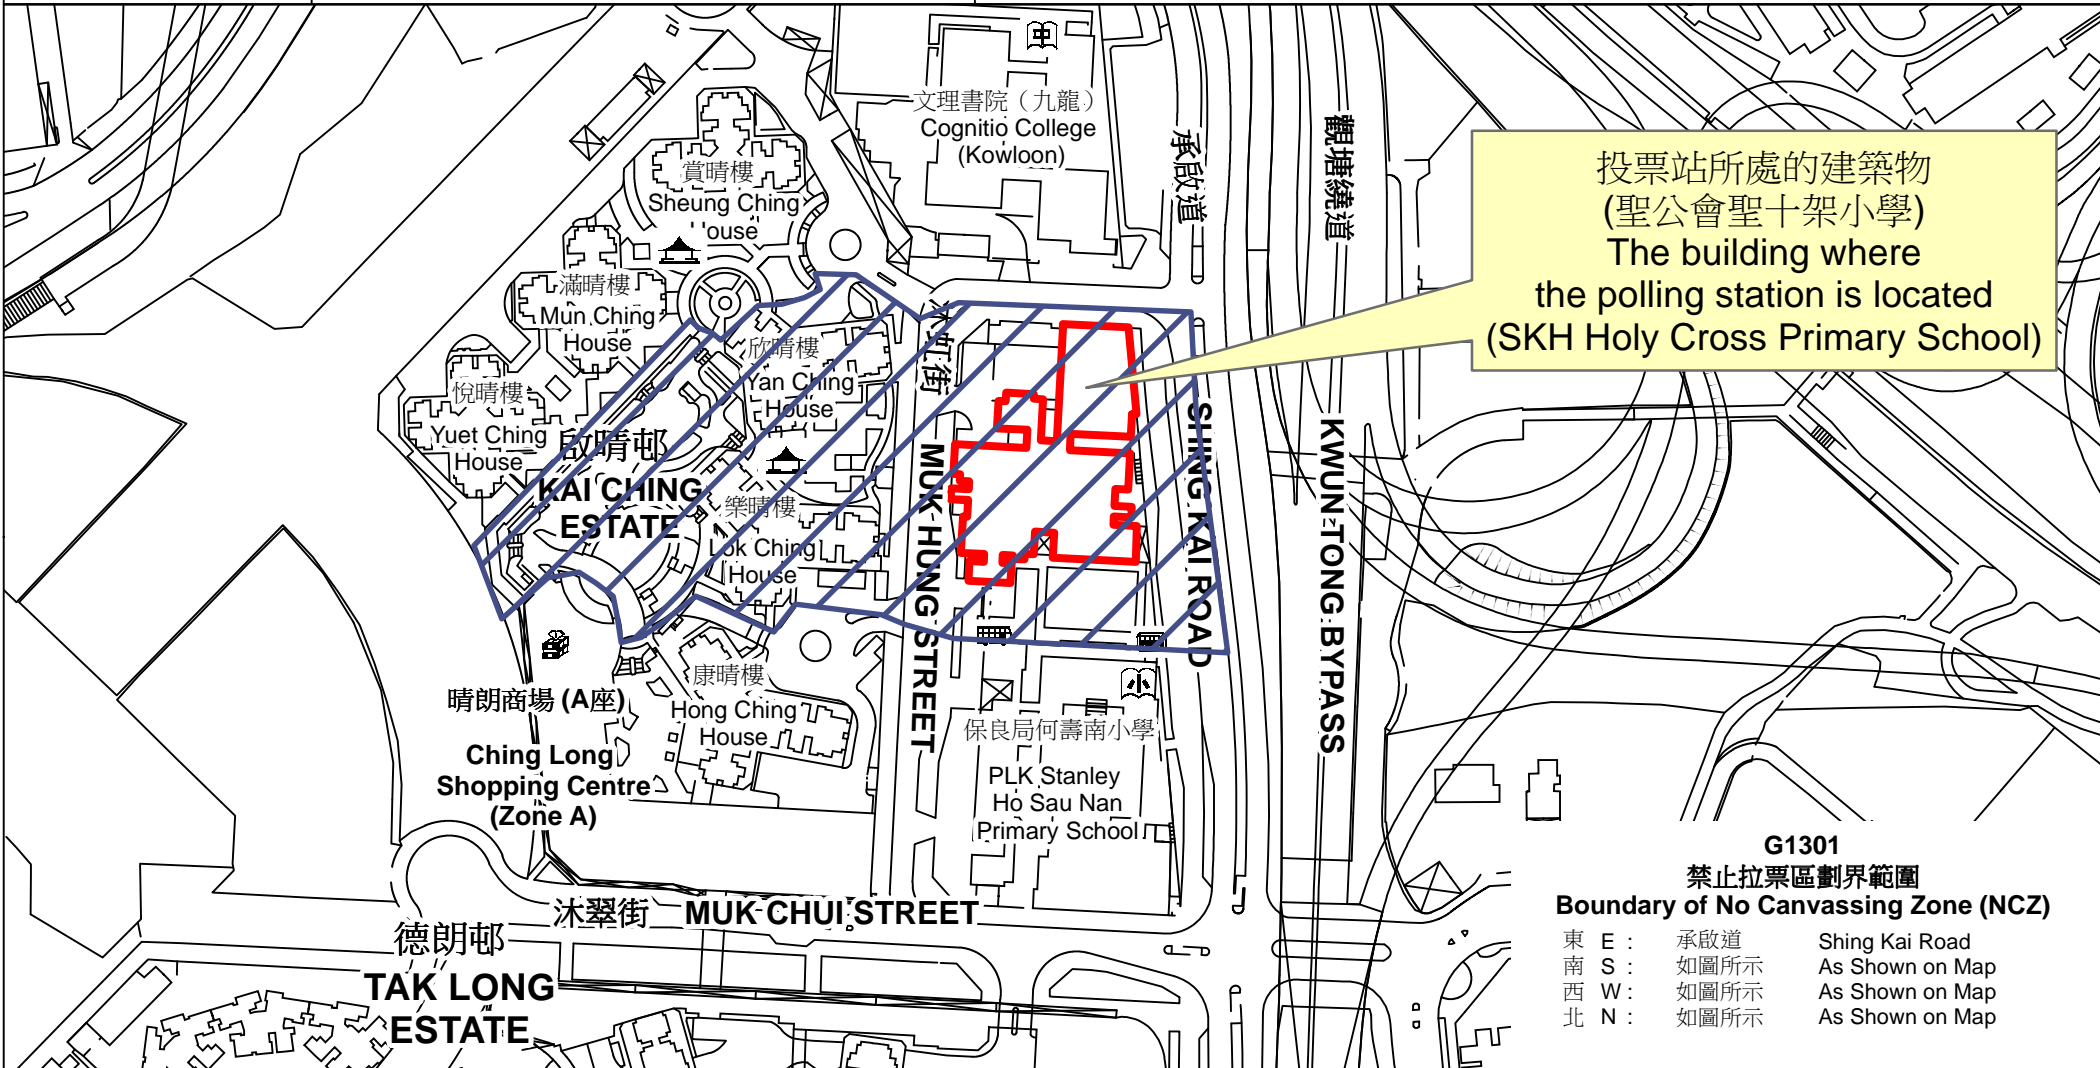 中
文理書院（九龍）
Cognitio College
(Kowloon)
承啟道
觀塘繞道
投票站所處的建築物
(聖公會聖十架小學)
The building where
the polling station is located
(SKH Holy Cross Primary School)
賞晴樓
Sheung Ching
House
滿晴樓
Mun Ching
House
欣晴樓
Yan Ching
House
沐虹街
悅晴樓
Yuet Ching
House
啟晴邨
KAI CHING
ESTATE
樂晴樓
Lok Ching
House
MUK HUNG STREET
SHING KAI ROAD
KWUN TONG BYPASS
康晴樓
Hong Ching
House
晴朗商場 (A座)
Ching Long
Shopping Centre
(Zone A)
小
保良局何壽南小學
PLK Stanley
Ho Sau Nan
Primary School
沐翠街 MUK CHUI STREET
德朗邨
TAK LONG
ESTATE
G1301
禁止拉票區劃界範圍
Boundary of No Canvassing Zone (NCZ)
東 E : 承啟道 Shing Kai Road
南 S : 如圖所示 As Shown on Map
西 W : 如圖所示 As Shown on Map
北 N : 如圖所示 As Shown on Map